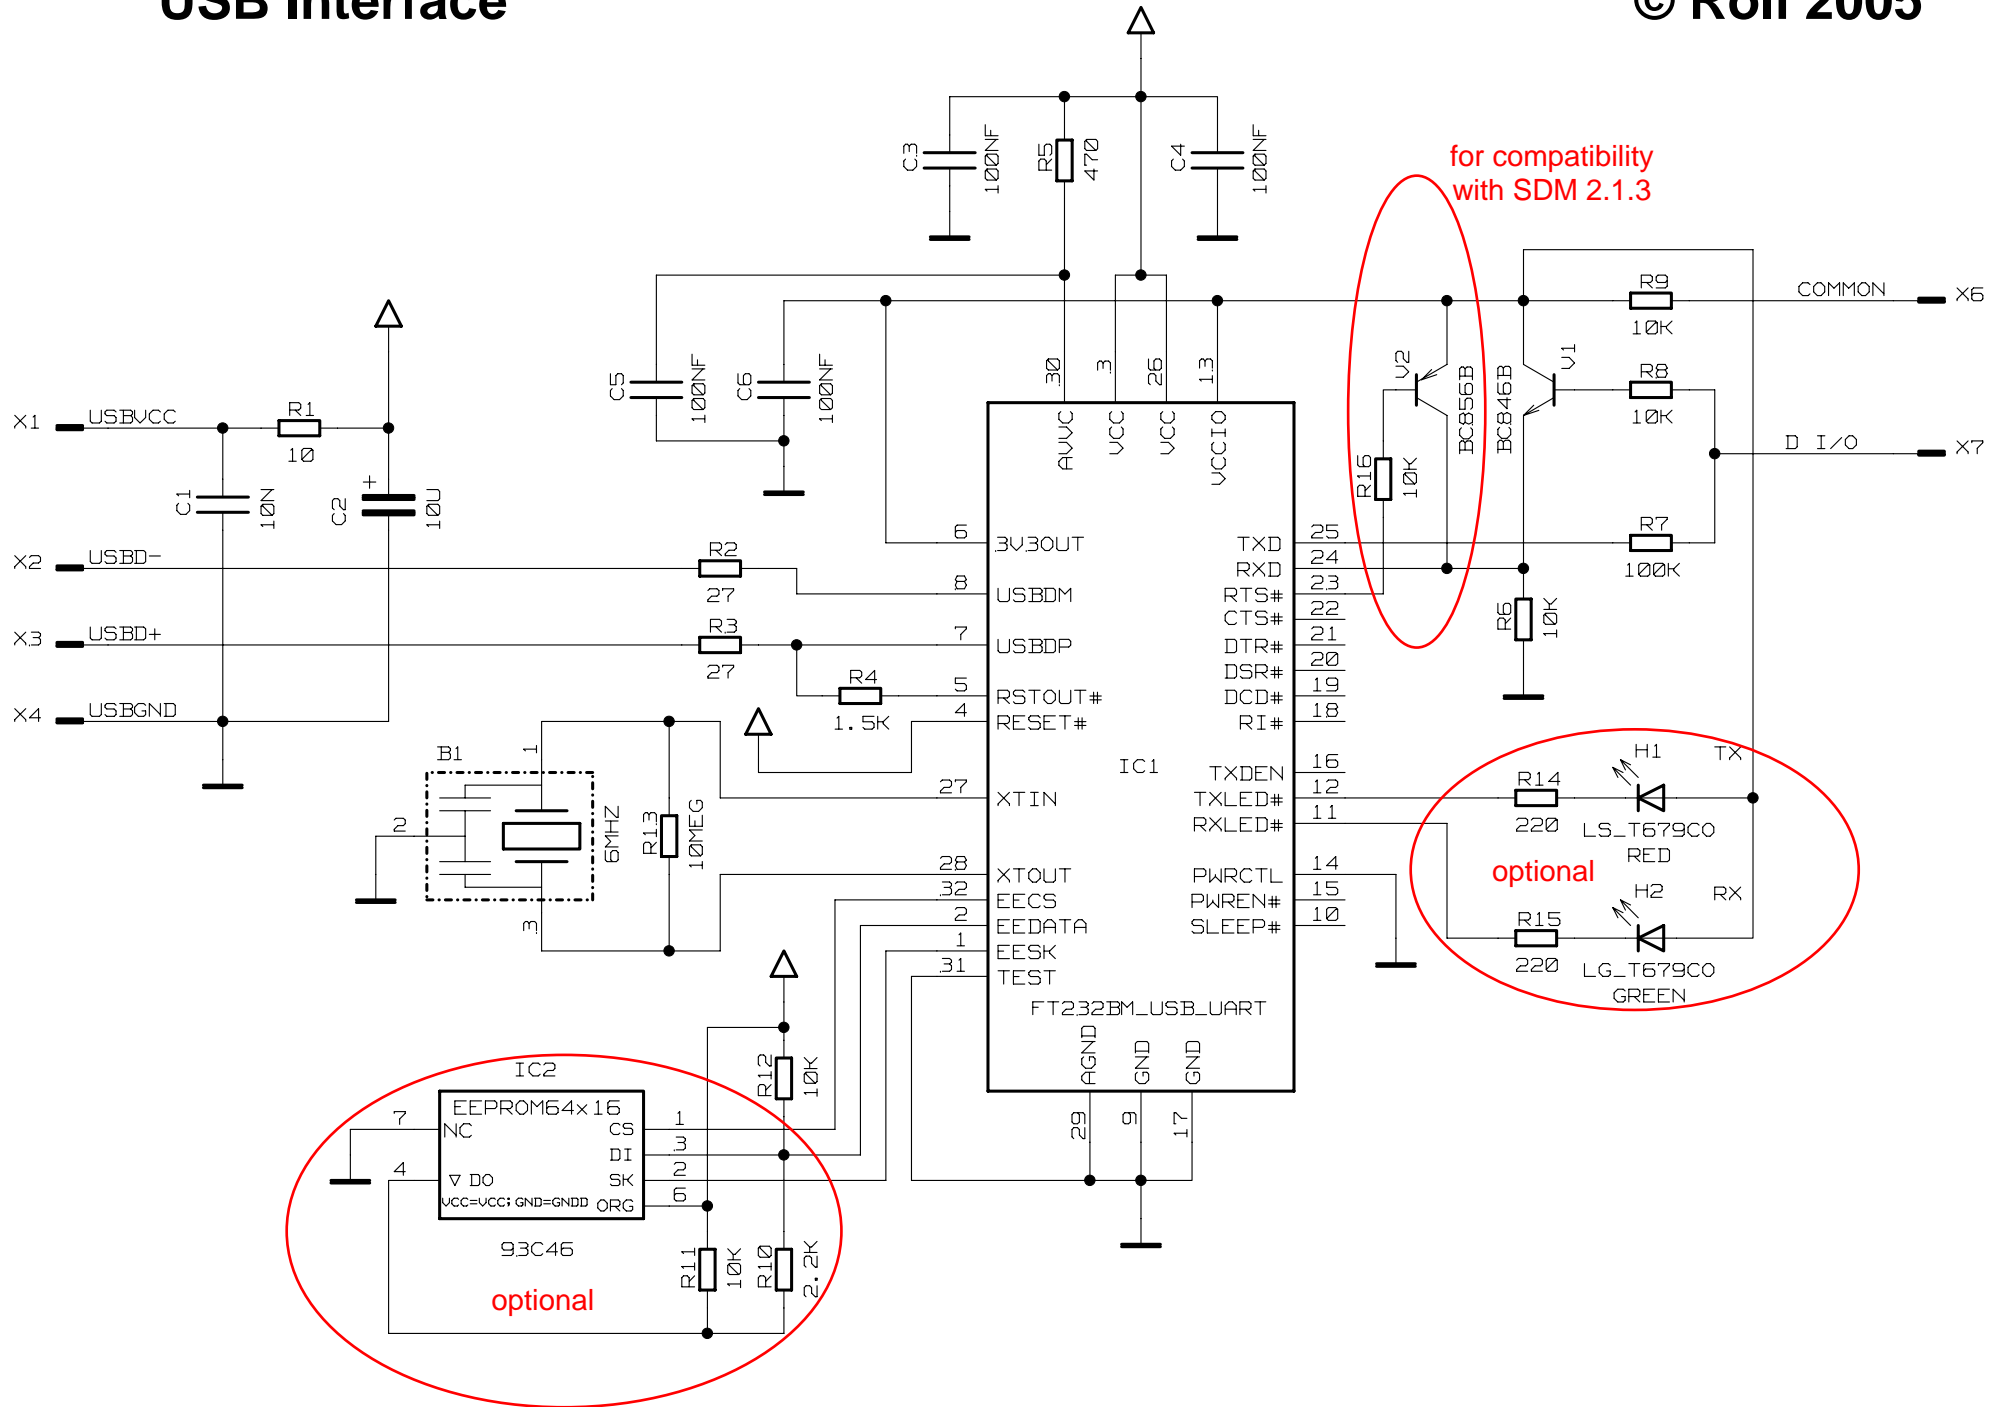 USB Interface
© Roll 2005
C3
100NF
R5
470
C4
100NF
for compatibility
with SDM 2.1.3
R9
10K
COMMON
X6
V2
BC856B
BC846B
V1
R8
10K
D I/O
X7
R16
10K
R7
100K
R6
10K
C5
100NF
C6
100NF
30
3
26
13
AVVC
VCC
VCC
VCCIO
X1
USBVCC
R1
10
C1
10N
C2
+
10U
X2
USBD-
R2
27
X3
USBD+
R3
27
R4
1.5K
X4
USBGND
6
3V3OUT
8
USBDM
7
USBDP
5
RSTOUT#
4
RESET#
27
XTIN
28
XTOUT
32
EECS
2
EEDATA
1
EESK
31
TEST
TXD
25
RXD
24
RTS#
23
CTS#
22
DTR#
21
DSR#
20
DCD#
19
RI#
18
IC1
TXDEN
16
TXLED#
12
RXLED#
11
PWRCTL
14
PWREN#
15
SLEEP#
10
FT232BM_USB_UART
AGND
GND
GND
29
9
17
B1
1
2
3
6MHZ
R13
10MEG
R14
220
H1
TX
LS_T679CO
RED
optional
H2
RX
R15
220
LG_T679CO
GREEN
IC2
EEPROM64x16
7
NC
CS
1
DI
3
4
DO
SK
2
VCC=VCC; GND=GNDD
ORG
6
93C46
optional
R12
10K
R11
10K
R10
2.2K